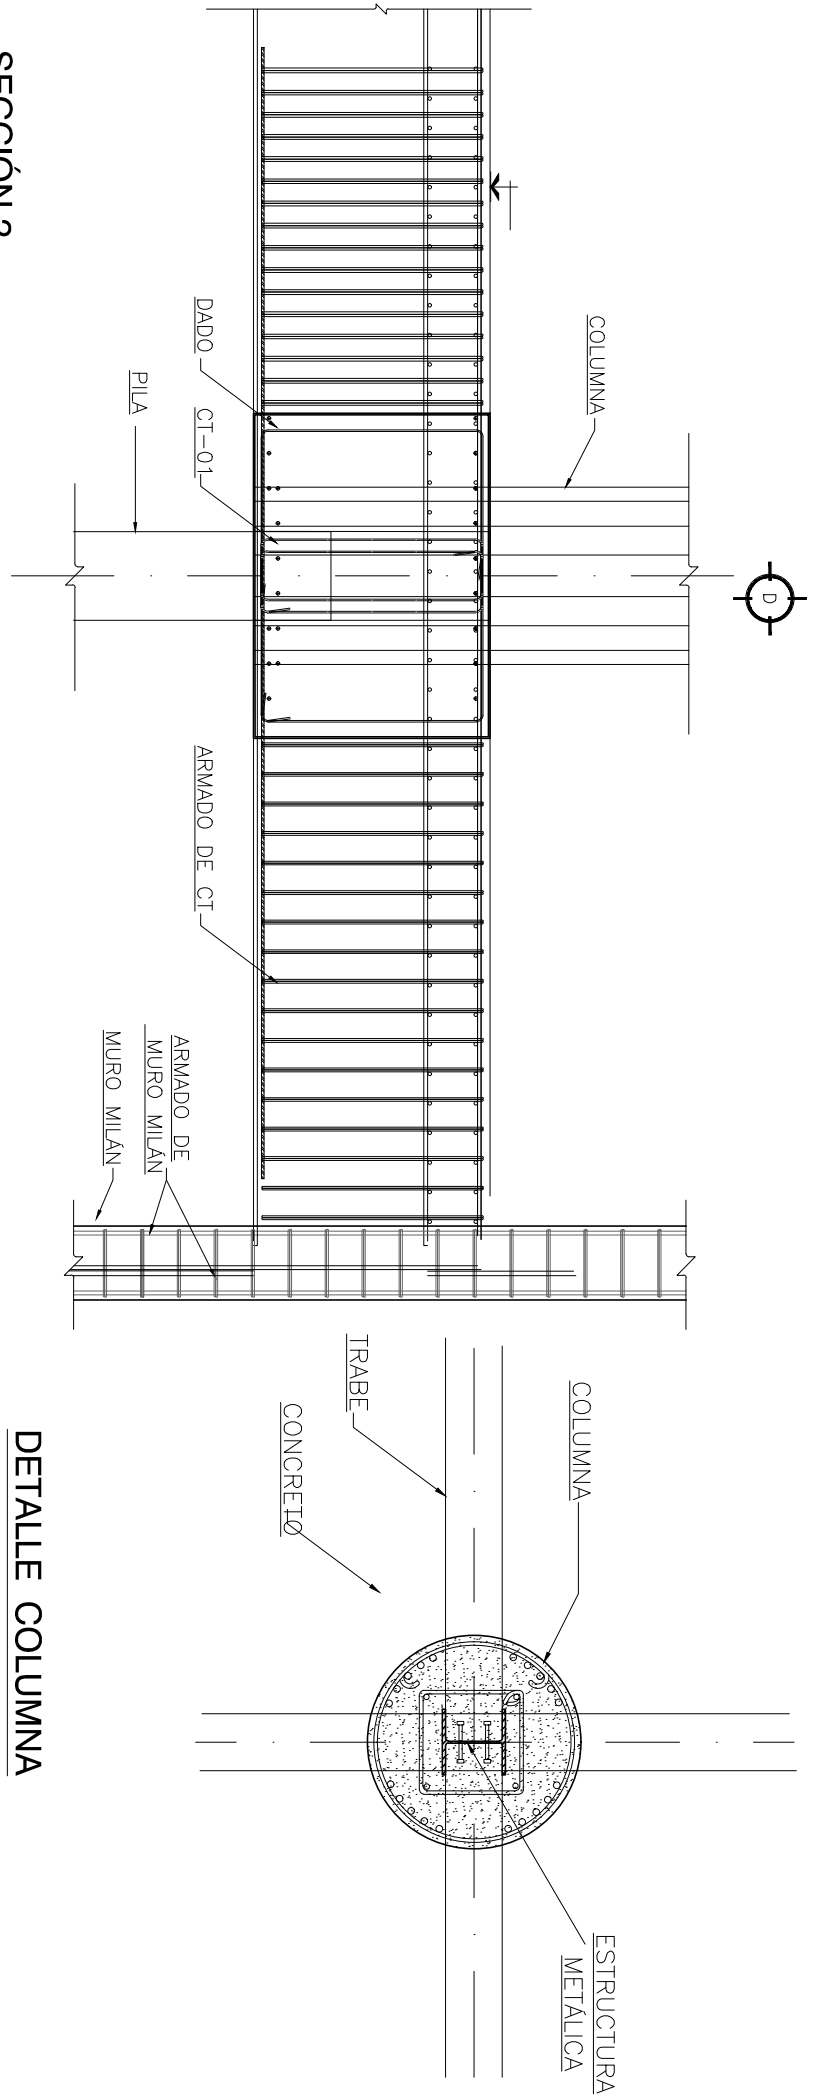 COLUMNA
D
DADO
CT-01
PILA
ARMADO DE CT
ARMADO DE
MURO MILÁN
MURO MILÁN
SECCIÓN 2
TRABE
CONCRETO
COLUMNA
ESTRUCTURA
METÁLICA
DETALLE COLUMNA